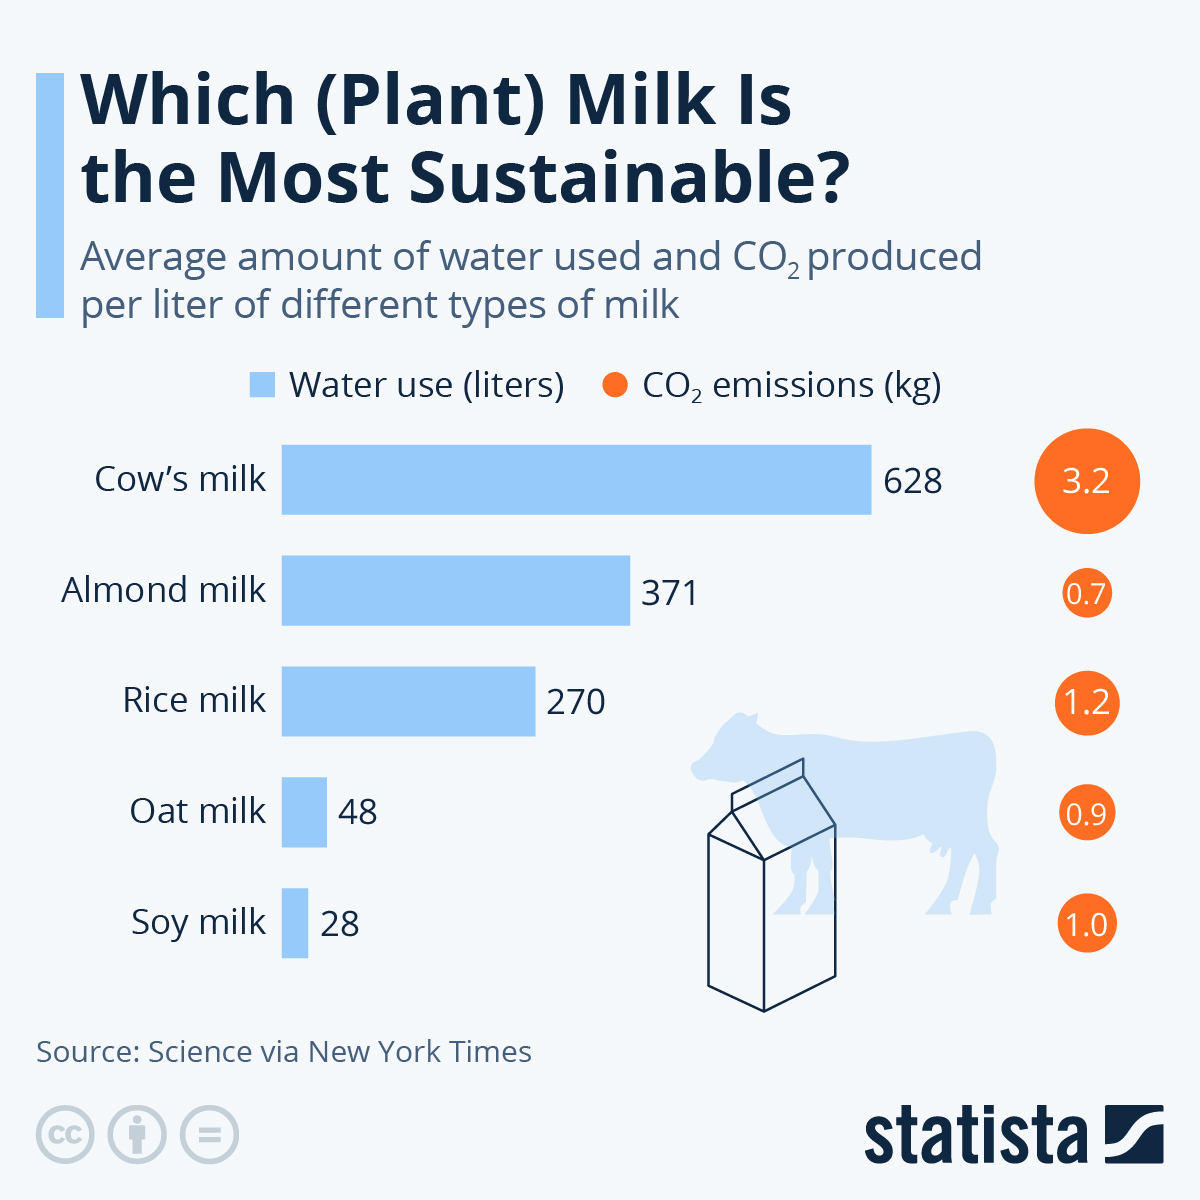 Which (Plant) Milk Is
the Most Sustainable?
Average amount of water used and CO₂ produced
per liter of different types of milk
Water use (liters) CO₂ emissions (kg)
Cow’s milk 628 3.2
Almond milk 371 0.7
Rice milk 270 1.2
Oat milk 48 0.9
Soy milk 28 1.0
Source: Science via New York Times
cc statista